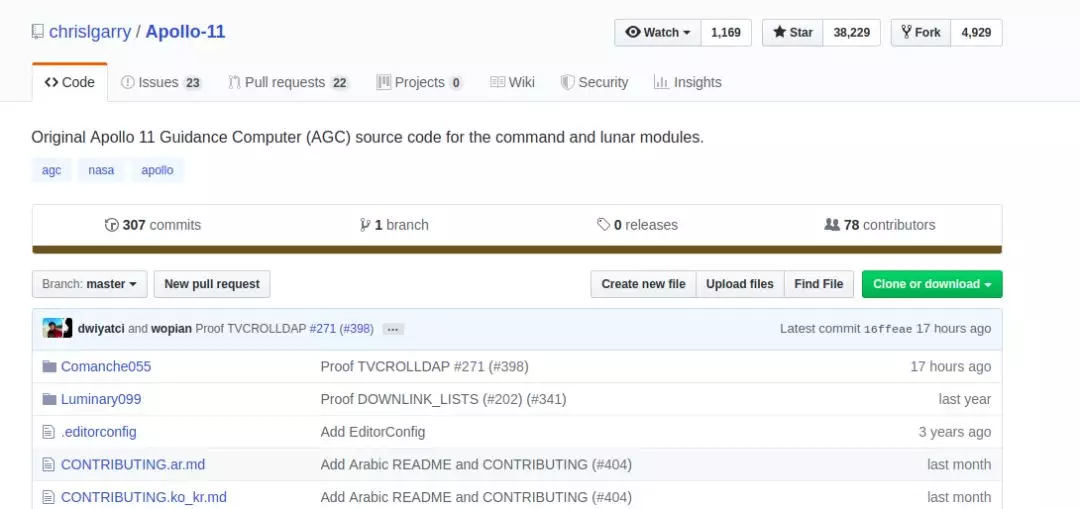 chrislgarry / Apollo-11 Watch 1,169 Star 38,229 Fork 4,929
Code Issues 23 Pull requests 22 Projects 0 Wiki Security Insights
Original Apollo 11 Guidance Computer (AGC) source code for the command and lunar modules.
agc nasa apollo
307 commits 1 branch 0 releases 78 contributors
Branch: master New pull request Create new file Upload files Find File Clone or download
dwiyatci and wopian Proof TVCROLLDAP #271 (#398) ... Latest commit 16ffeae 17 hours ago
Comanche055 Proof TVCROLLDAP #271 (#398) 17 hours ago
Luminary099 Proof DOWNLINK_LISTS (#202) (#341) last year
.editorconfig Add EditorConfig 3 years ago
CONTRIBUTING.ar.md Add Arabic README and CONTRIBUTING (#404) last month
CONTRIBUTING.ko_kr.md Add Arabic README and CONTRIBUTING (#404) last month